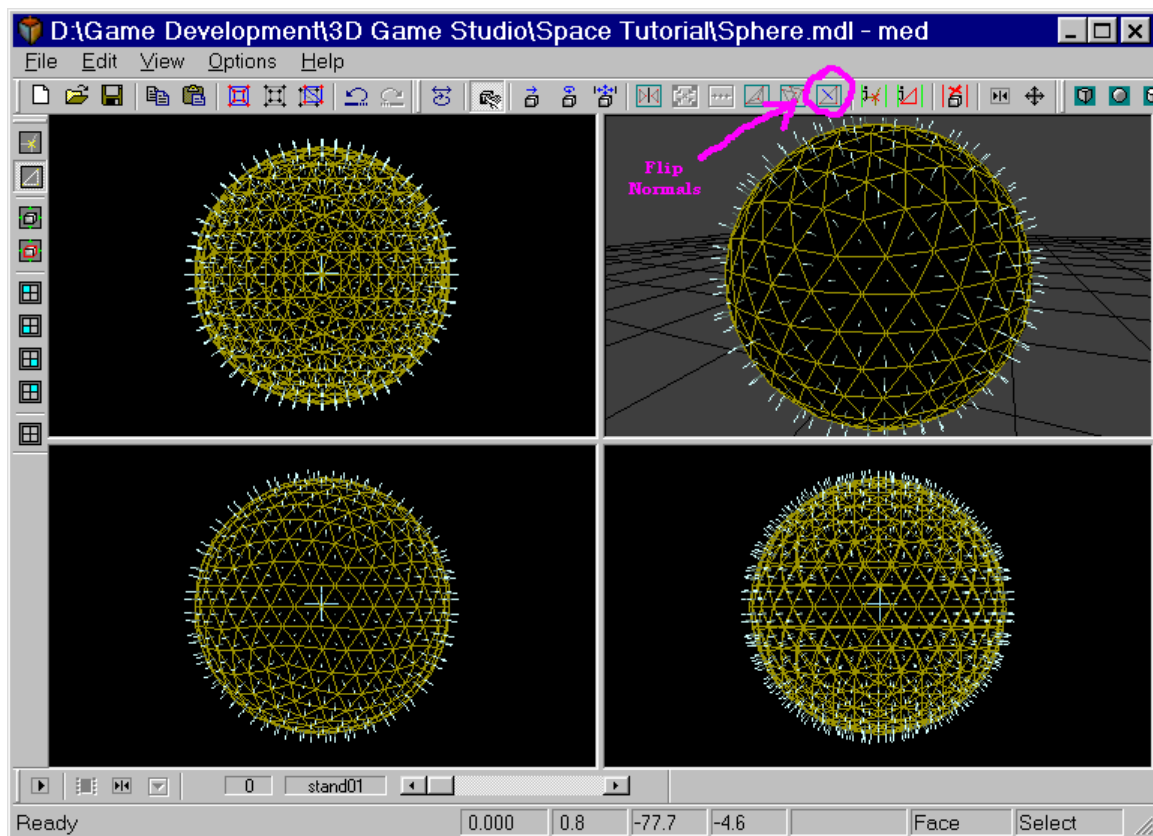 D:\Game Development\3D Game Studio\Space Tutorial\Sphere.mdl - med
File Edit View Options Help
Flip
Normals
0 stand01
Ready 0.000 0.8 -77.7 -4.6 Face Select